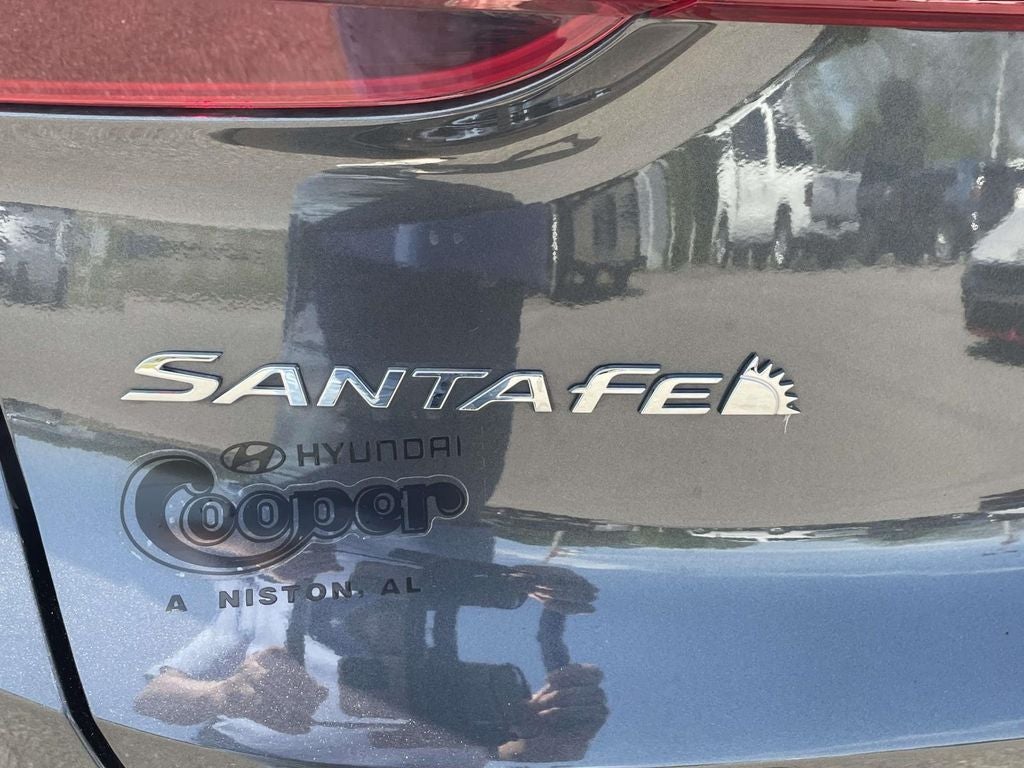 SANTA FE
HYUNDAI
Cooper
A NISTON, AL